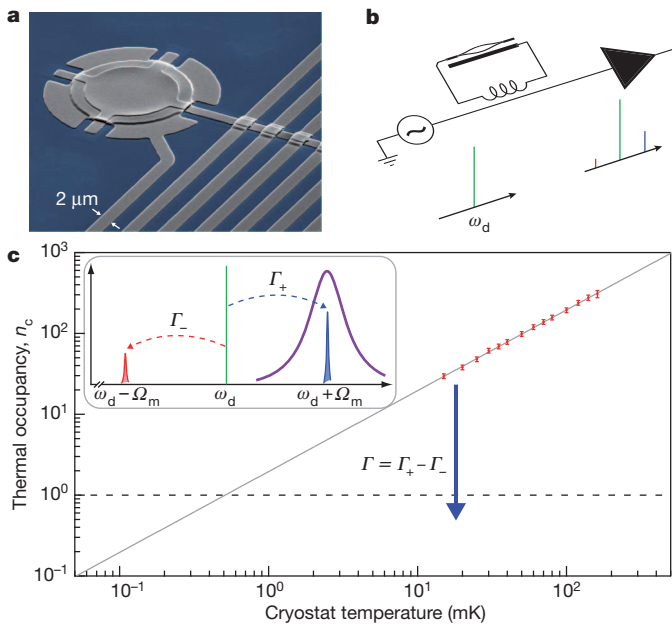 a
b
2 μm
ω_d
c
Thermal occupancy, n_c
10^3
10^2
10^1
10^0
10^−1
Γ_−
Γ_+
ω_d − Ω_m
ω_d
ω_d + Ω_m
Γ = Γ_+ − Γ_−
10^−1
10^0
10^1
10^2
Cryostat temperature (mK)